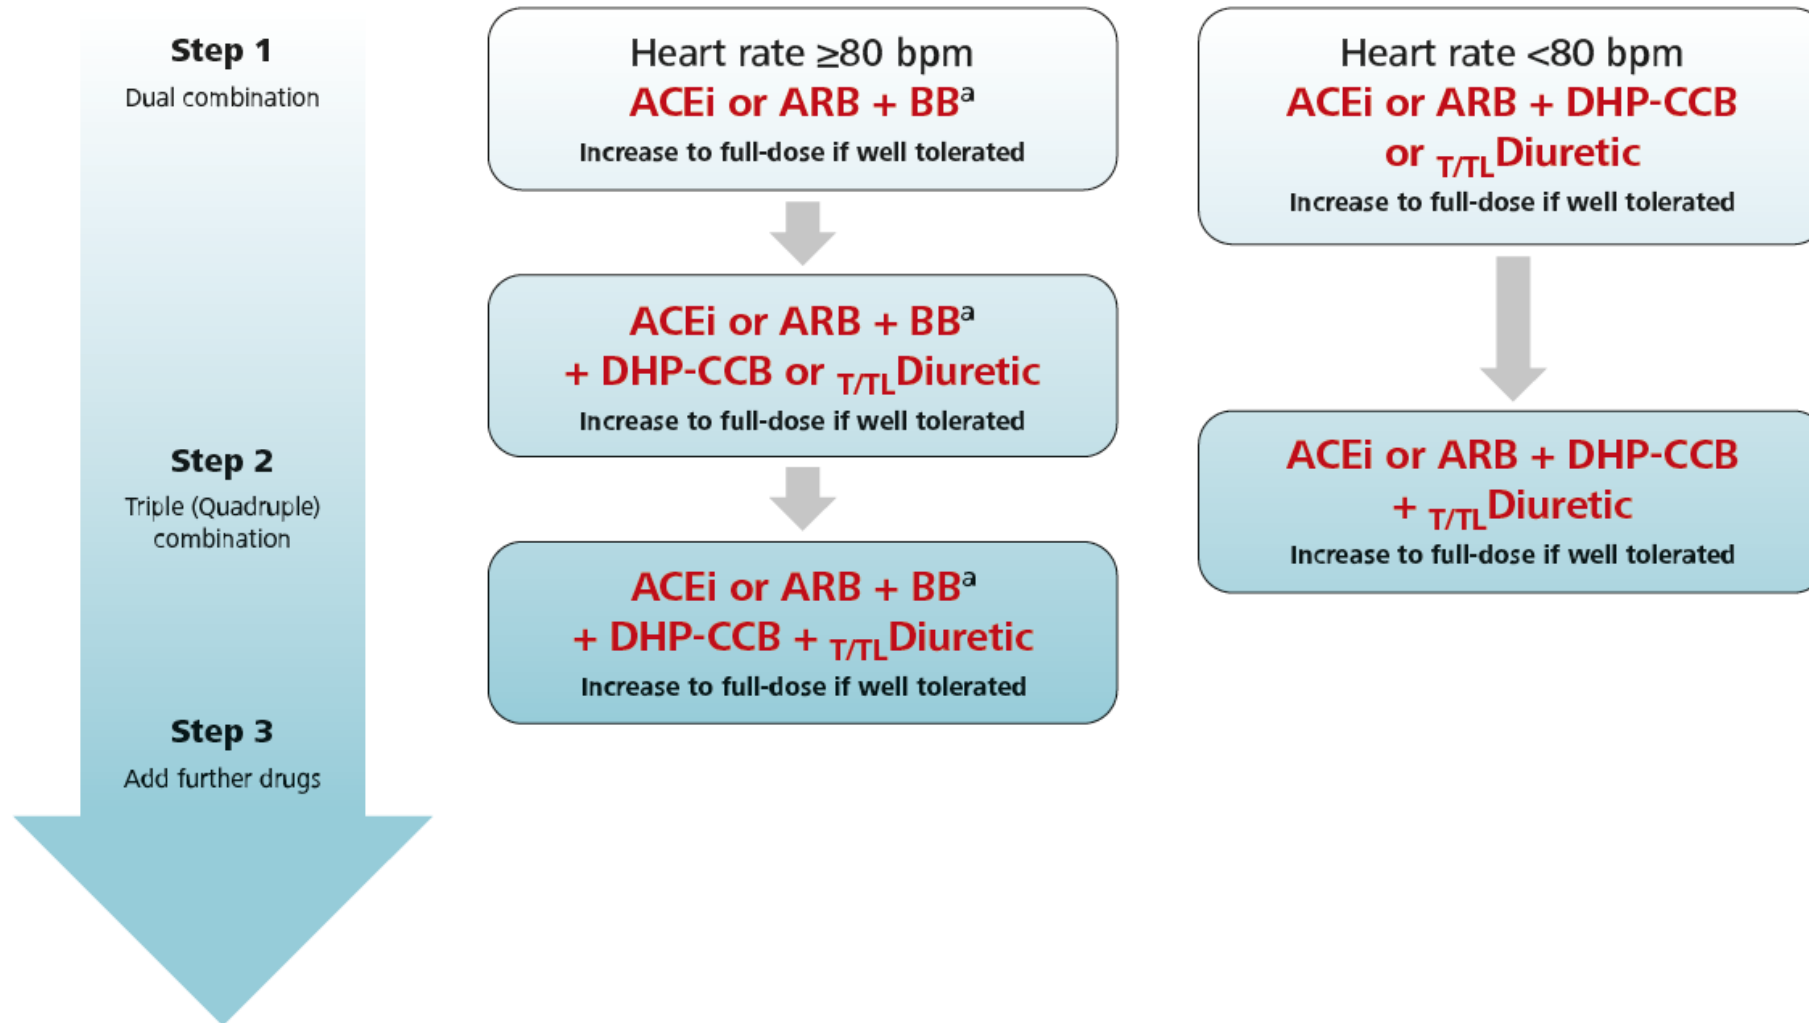 Step 1
Dual combination
Step 2
Triple (Quadruple)
combination
Step 3
Add further drugs
Heart rate ≥80 bpm
ACEi or ARB + BBᵃ
Increase to full-dose if well tolerated
ACEi or ARB + BBᵃ
+ DHP-CCB or T/TLDiuretic
Increase to full-dose if well tolerated
ACEi or ARB + BBᵃ
+ DHP-CCB + T/TLDiuretic
Increase to full-dose if well tolerated
Heart rate <80 bpm
ACEi or ARB + DHP-CCB
or T/TLDiuretic
Increase to full-dose if well tolerated
ACEi or ARB + DHP-CCB
+ T/TLDiuretic
Increase to full-dose if well tolerated